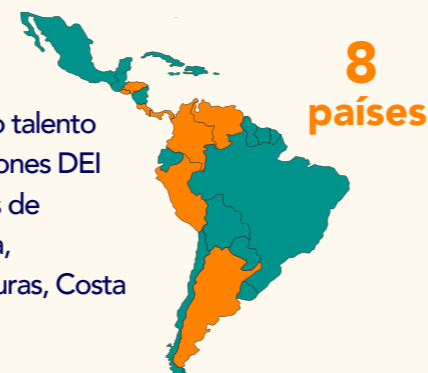 8
países
talento
ones DEI
de
uras, Costa